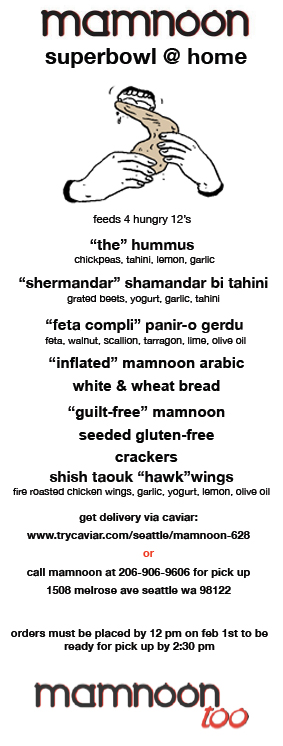 mamnoon
superbowl @ home
feeds 4 hungry 12's
“the” hummus
chickpeas, tahini, lemon, garlic
“shermandar” shamandar bi tahini
grated beets, yogurt, garlic, tahini
“feta compli” panir-o gerdu
feta, walnut, scallion, tarragon, lime, olive oil
“inflated” mamnoon arabic
white & wheat bread
“guilt-free” mamnoon
seeded gluten-free
crackers
shish taouk “hawk”wings
fire roasted chicken wings, garlic, yogurt, lemon, olive oil
get delivery via caviar:
www.trycaviar.com/seattle/mamnoon-628
or
call mamnoon at 206-906-9606 for pick up
1508 melrose ave seattle wa 98122
orders must be placed by 12 pm on feb 1st to be
ready for pick up by 2:30 pm
mamnoon
too